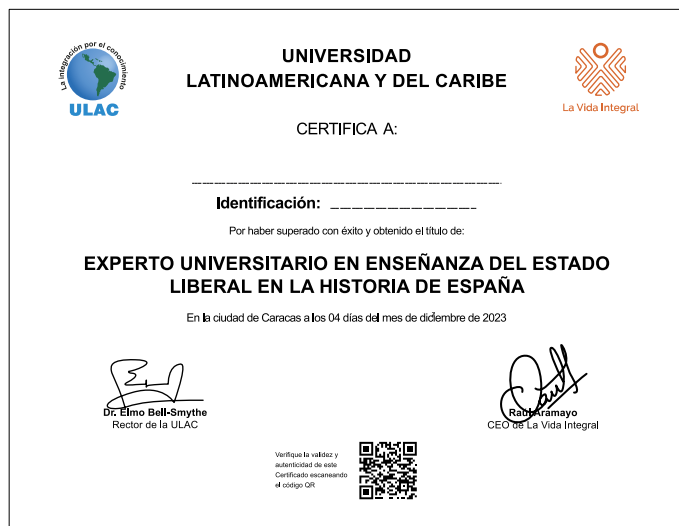 La integración por el conocimiento
ULAC
UNIVERSIDAD
LATINOAMERICANA Y DEL CARIBE
La Vida Integral
CERTIFICA A:
Identificación:
Por haber superado con éxito y obtenido el título de:
EXPERTO UNIVERSITARIO EN ENSEÑANZA DEL ESTADO
LIBERAL EN LA HISTORIA DE ESPAÑA
En la ciudad de Caracas a los 04 días del mes de diciembre de 2023
Dr. Elmo Bell-Smythe
Rector de la ULAC
Raúl Aramayo
CEO de La Vida Integral
Verifique la validez y
autenticidad de este
Certificado escaneando
el código QR